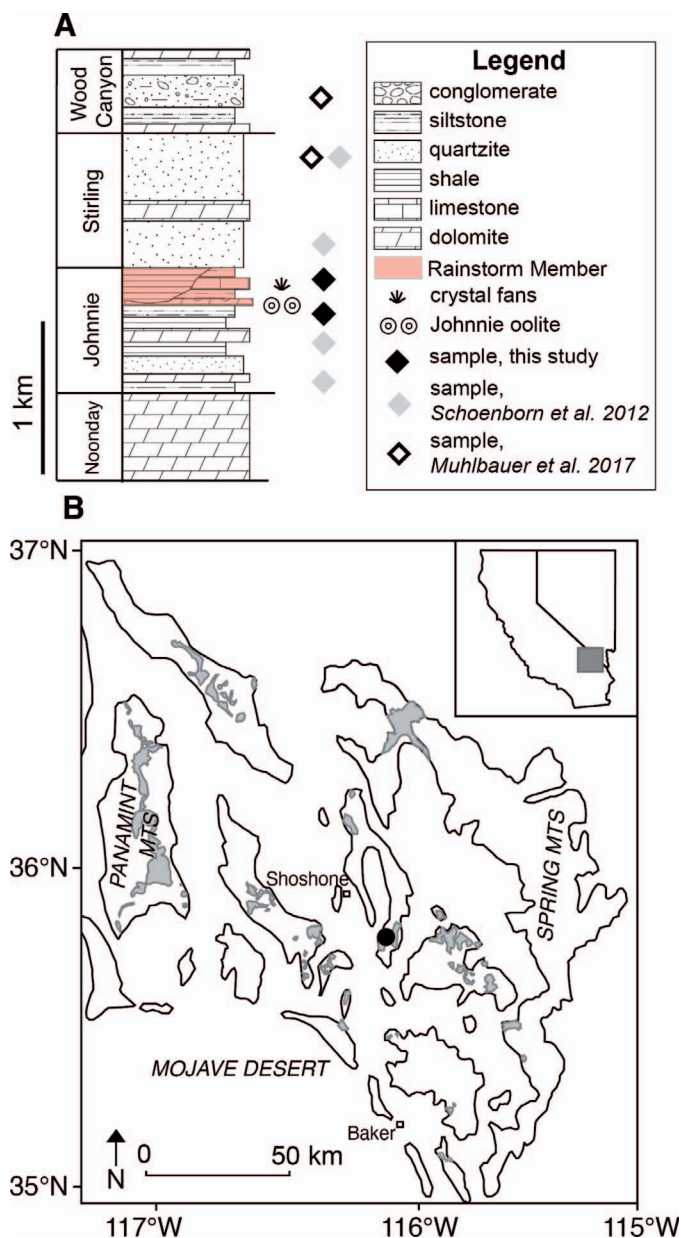 A
Wood
Canyon
Stirling
Johnnie
Noonday
1 km
Legend
conglomerate
siltstone
quartzite
shale
limestone
dolomite
Rainstorm Member
crystal fans
Johnnie oolite
sample, this study
sample,
Schoenborn et al. 2012
sample,
Muhlbauer et al. 2017
B
37°N
36°N
35°N
PANAMINT
MTS
Shoshone
SPRING MTS
MOJAVE DESERT
Baker
N
0
50 km
117°W
116°W
115°W